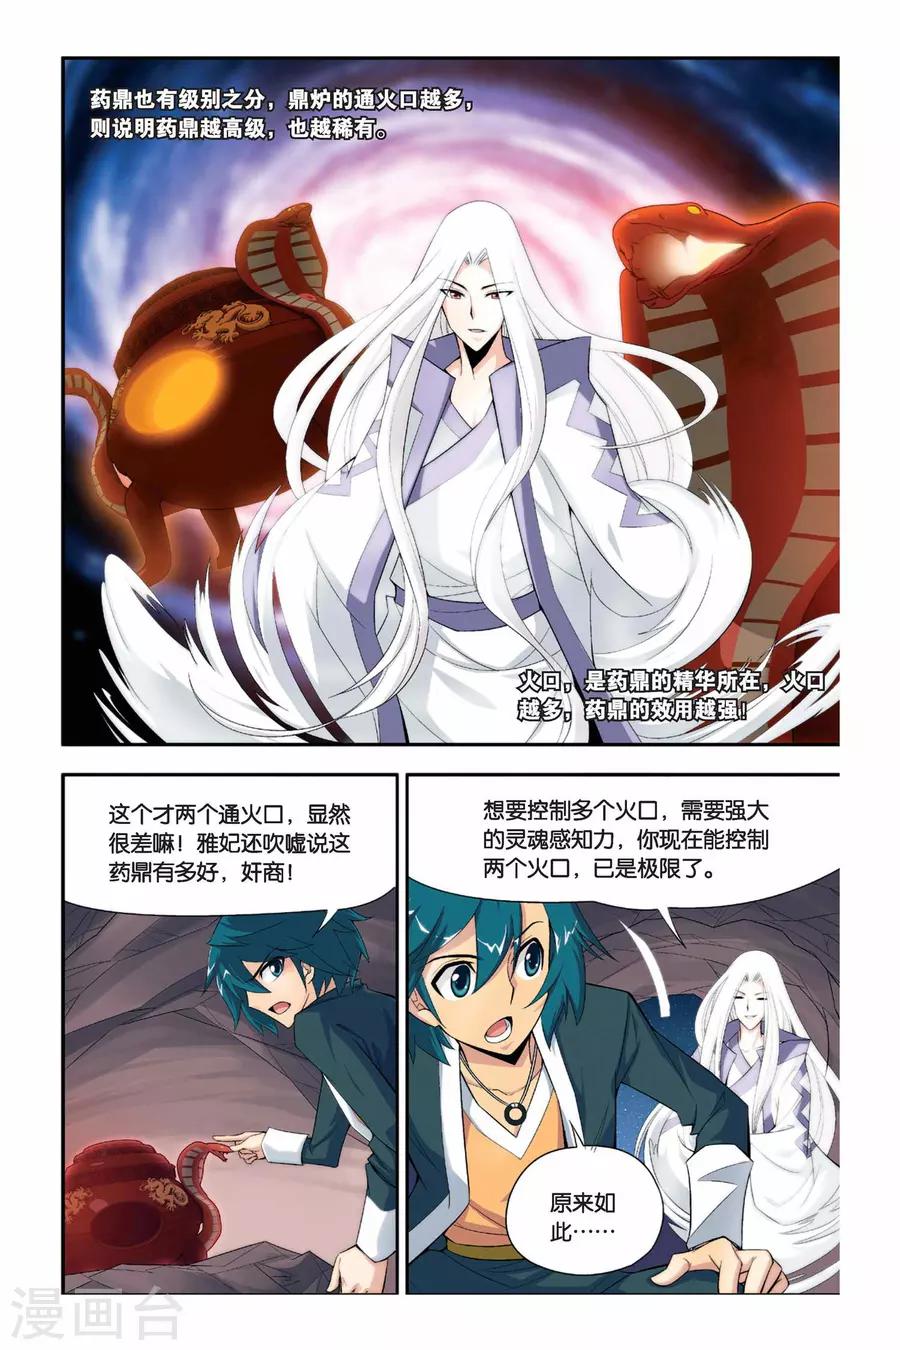 药鼎也有级别之分，鼎炉的通火口越多，
则说明药鼎越高级，也越稀有。
火口，是药鼎的精华所在，火口
越多，药鼎的效用越强！
这个才两个通火口，显然
很差嘛！雅妃还吹嘘说这
药鼎有多好，奸商！
想要控制多个火口，需要强大
的灵魂感知力，你现在能控制
两个火口，已是极限了。
原来如
此……
漫画台